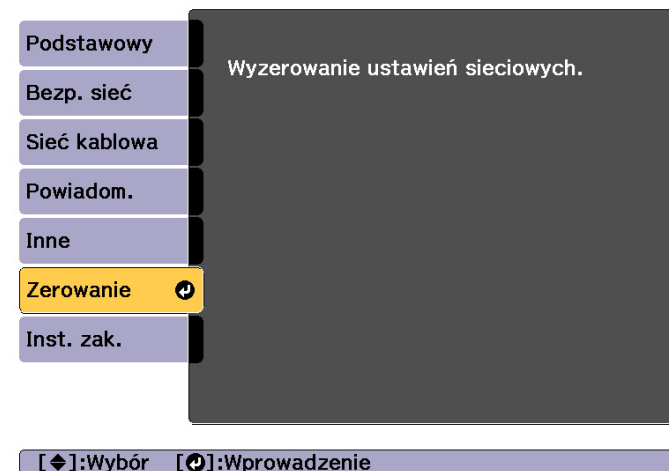 Podstawowy
Wyzerowanie ustawień sieciowych.
Bezp. sieć
Sieć kablowa
Powiadom.
Inne
Zerowanie
Inst. zak.
[◆]:Wybór [↵]:Wprowadzenie